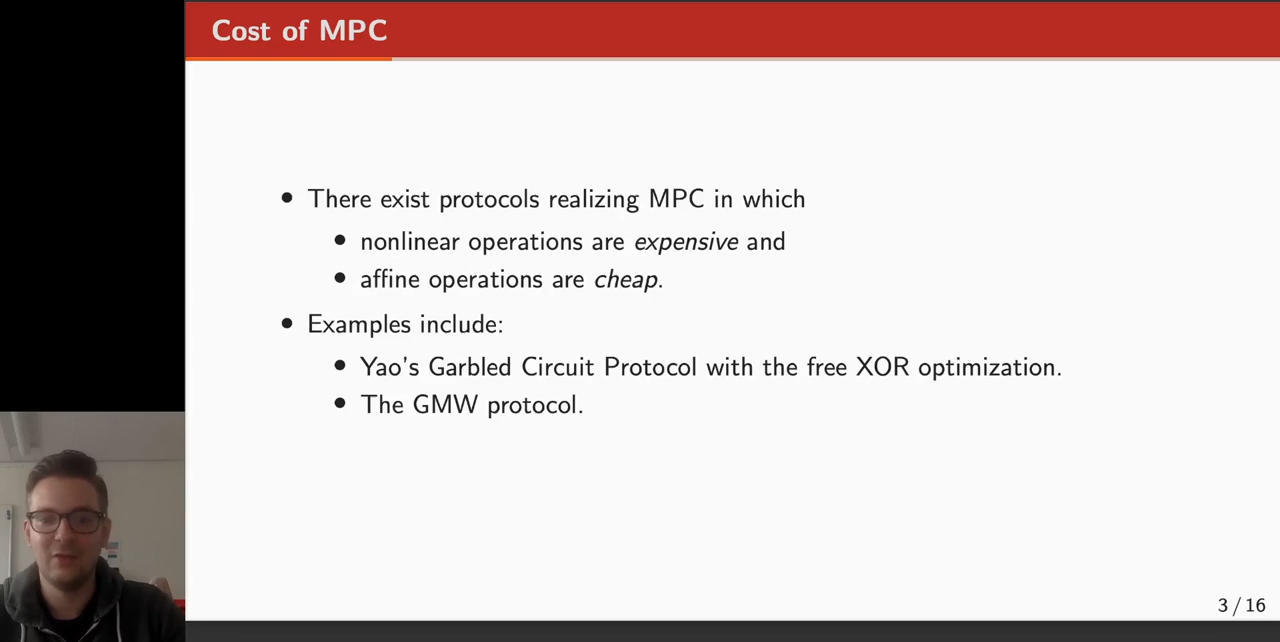 Cost of MPC
• There exist protocols realizing MPC in which
• nonlinear operations are expensive and
• affine operations are cheap.
• Examples include:
• Yao's Garbled Circuit Protocol with the free XOR optimization.
• The GMW protocol.
3 / 16